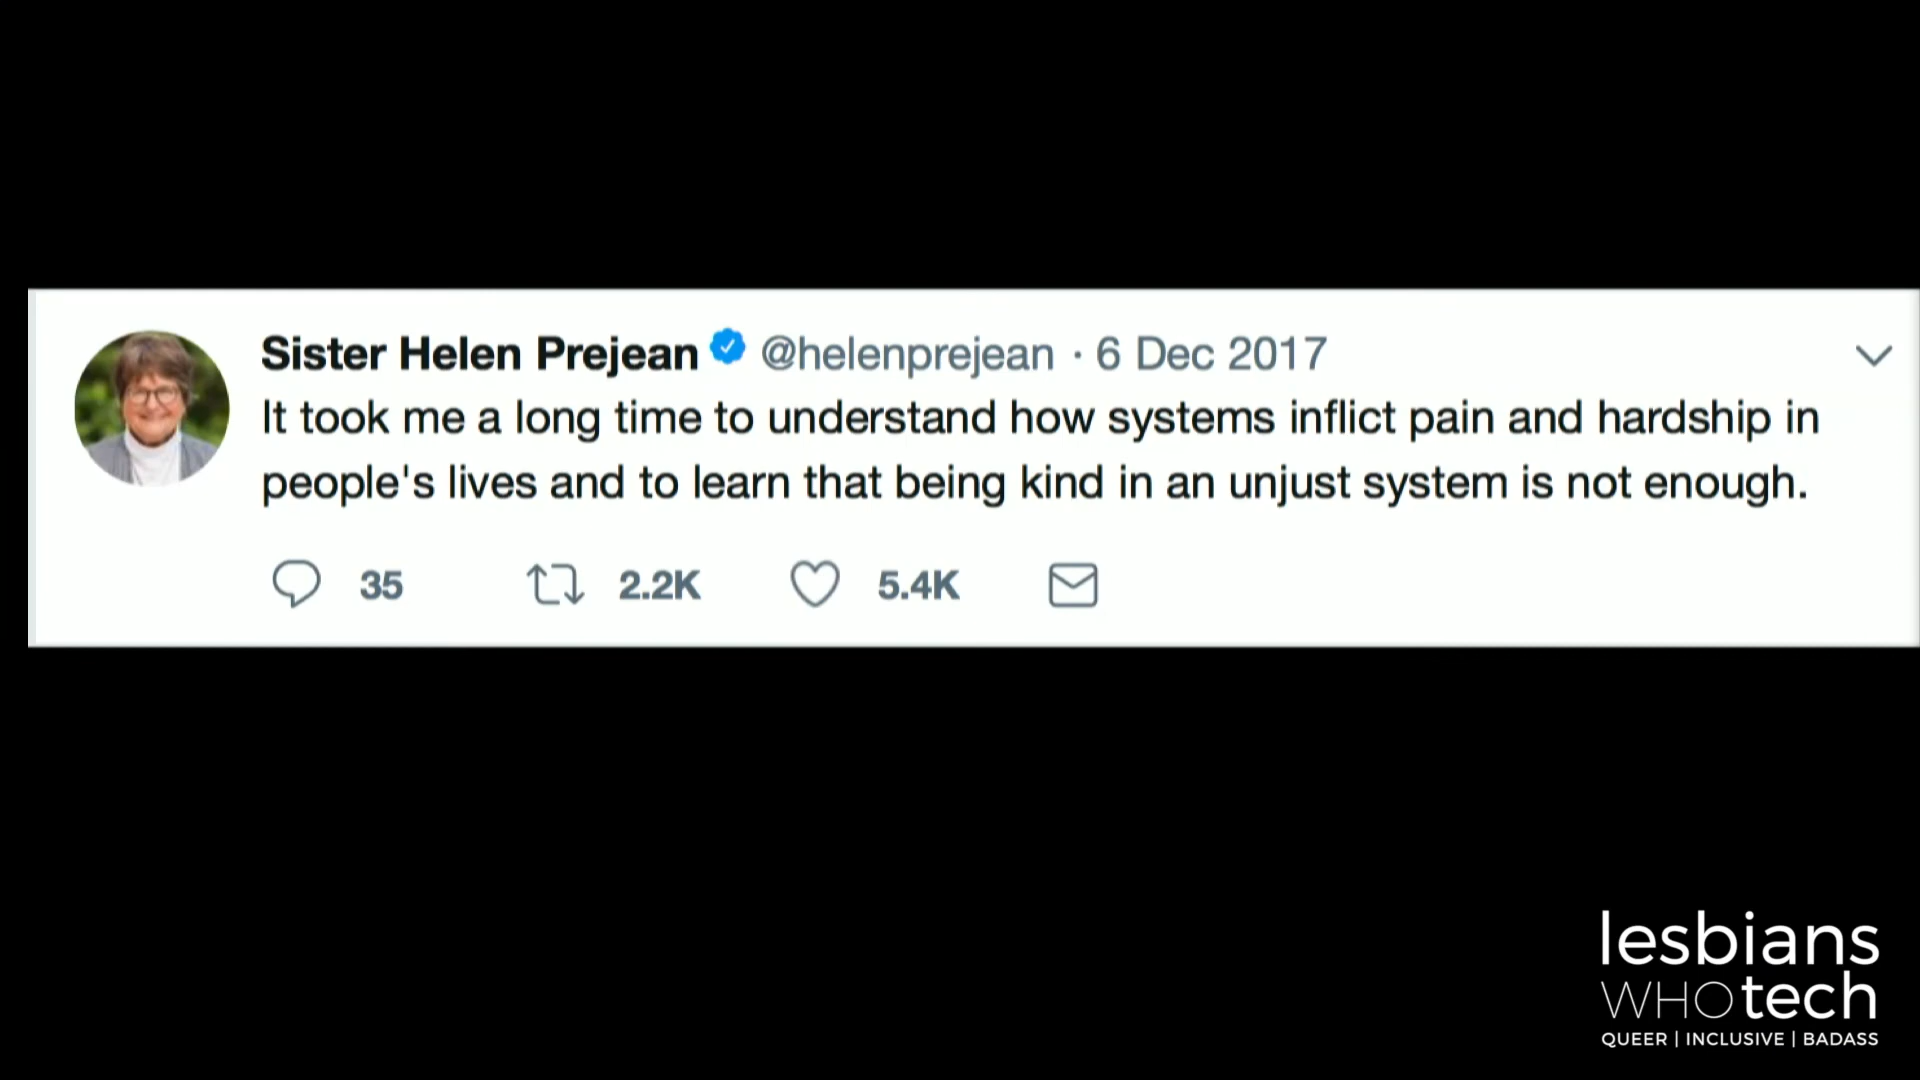 Sister Helen Prejean @helenprejean · 6 Dec 2017
It took me a long time to understand how systems inflict pain and hardship in
people's lives and to learn that being kind in an unjust system is not enough.
35 2.2K 5.4K
lesbians
WHOtech
QUEER | INCLUSIVE | BADASS